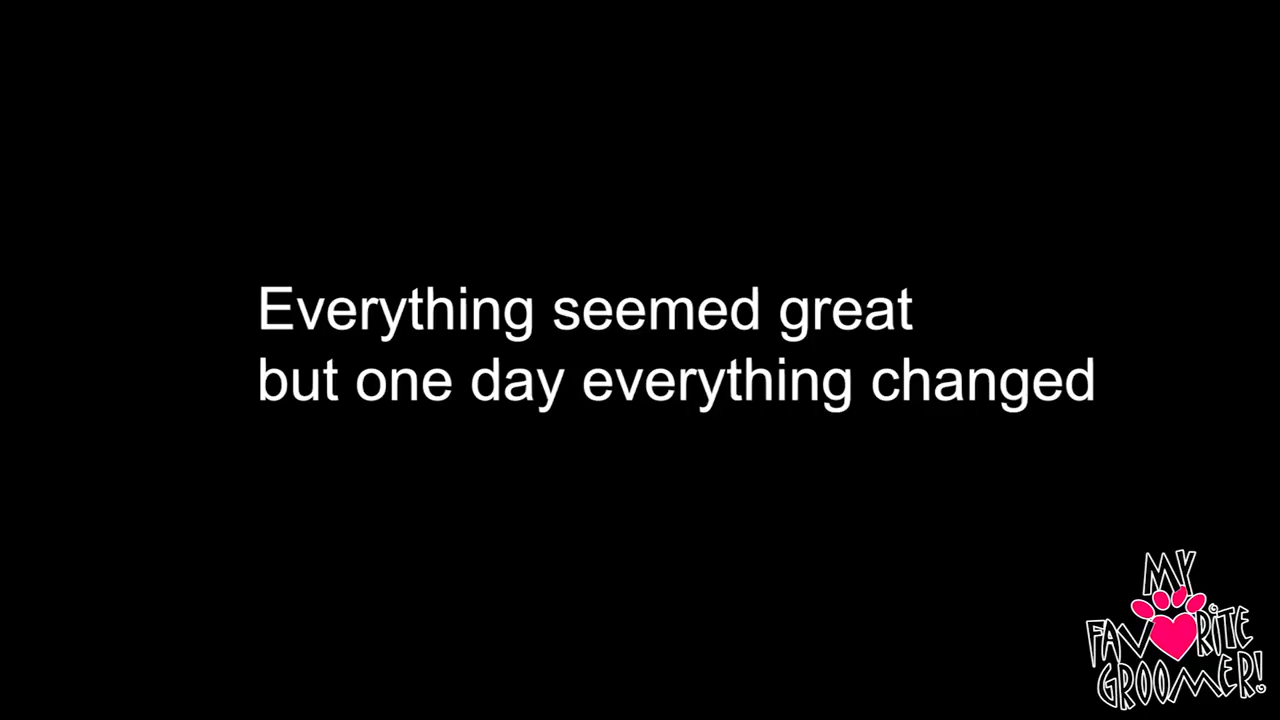 Everything seemed great
but one day everything changed
MY
FAVORITE
GROOMER!